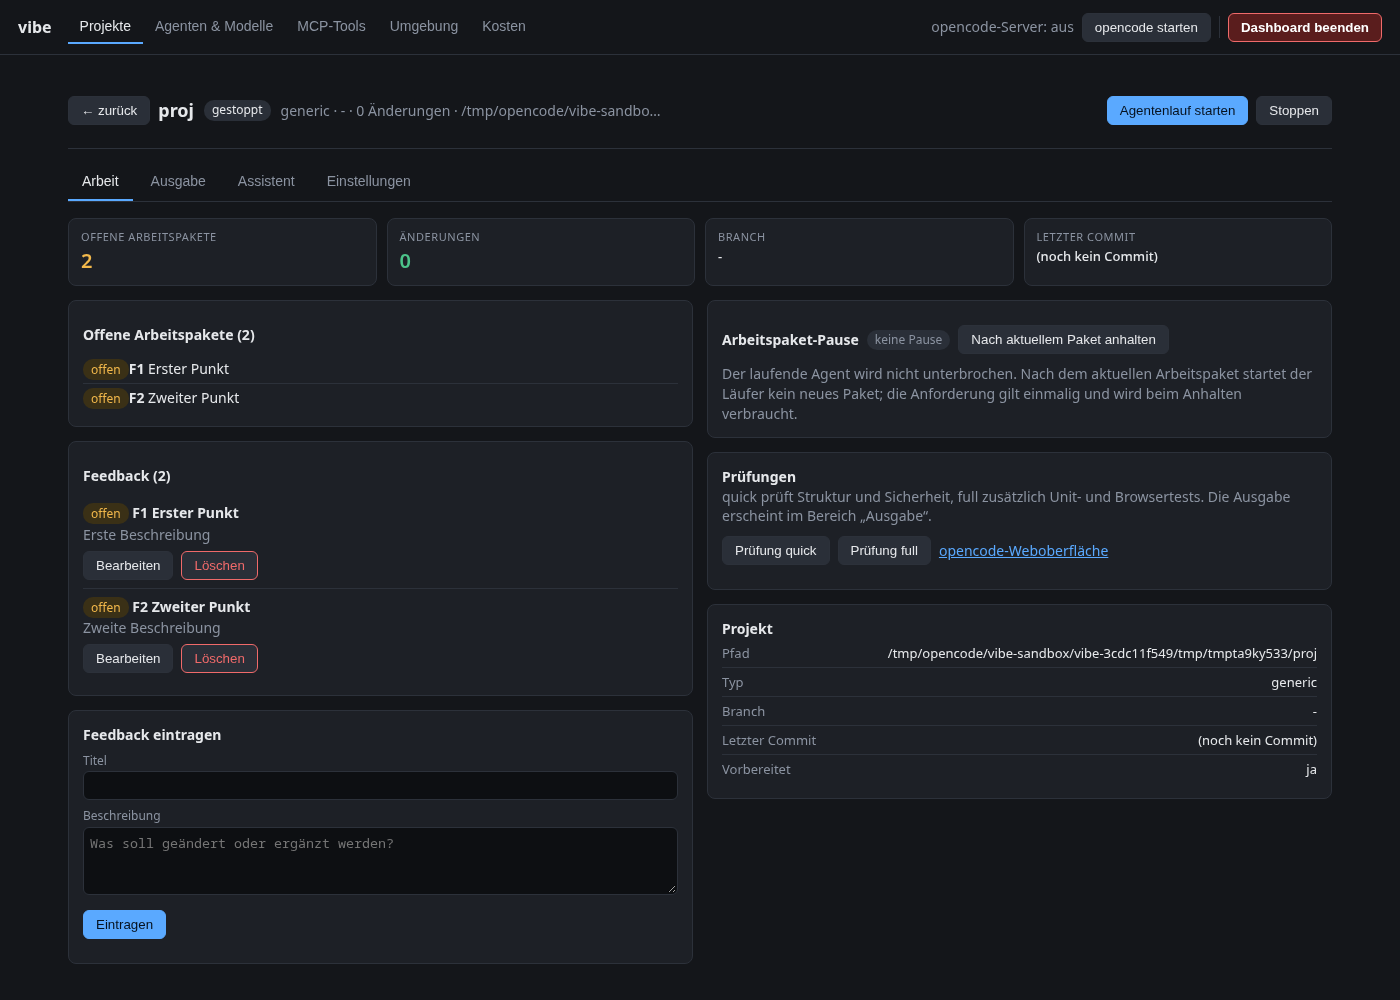 vibe Projekte Agenten & Modelle MCP-Tools Umgebung Kosten opencode-Server: aus opencode starten Dashboard beenden
← zurück proj gestoppt generic · - · 0 Änderungen · /tmp/opencode/vibe-sandbo… Agentenlauf starten Stoppen
Arbeit Ausgabe Assistent Einstellungen
OFFENE ARBEITSPAKETE
2
ÄNDERUNGEN
0
BRANCH
-
LETZTER COMMIT
(noch kein Commit)
Offene Arbeitspakete (2)
offen F1 Erster Punkt
offen F2 Zweiter Punkt
Feedback (2)
offen F1 Erster Punkt
Erste Beschreibung
Bearbeiten Löschen
offen F2 Zweiter Punkt
Zweite Beschreibung
Bearbeiten Löschen
Feedback eintragen
Titel
Beschreibung
Was soll geändert oder ergänzt werden?
Eintragen
Arbeitspaket-Pause keine Pause Nach aktuellem Paket anhalten
Der laufende Agent wird nicht unterbrochen. Nach dem aktuellen Arbeitspaket startet der
Läufer kein neues Paket; die Anforderung gilt einmalig und wird beim Anhalten
verbraucht.
Prüfungen
quick prüft Struktur und Sicherheit, full zusätzlich Unit- und Browsertests. Die Ausgabe
erscheint im Bereich „Ausgabe“.
Prüfung quick Prüfung full opencode-Weboberfläche
Projekt
Pfad /tmp/opencode/vibe-sandbox/vibe-3cdc11f549/tmp/tmpta9ky533/proj
Typ generic
Branch -
Letzter Commit (noch kein Commit)
Vorbereitet ja